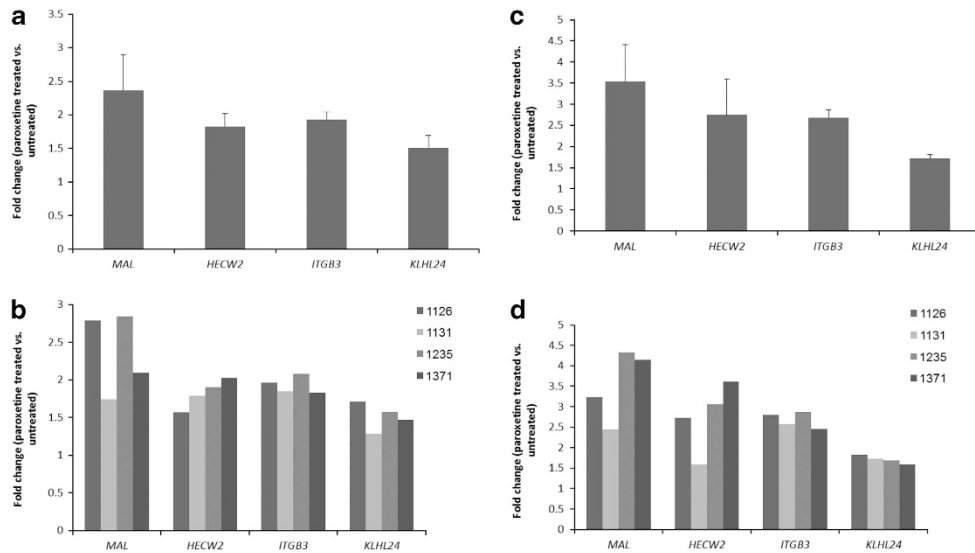 a
Fold change (paroxetine treated vs.
untreated)
3.5
3
2.5
2
1.5
1
0.5
0
MAL
HECW2
ITGB3
KLHL24
c
Fold change (paroxetine treated vs.
untreated)
5
4.5
4
3.5
3
2.5
2
1.5
1
0.5
0
MAL
HECW2
ITGB3
KLHL24
b
Fold change (paroxetine treated vs.
untreated)
3
2.5
2
1.5
1
0.5
0
MAL
HECW2
ITGB3
KLHL24
1126
1131
1235
1371
d
Fold change (paroxetine treated vs.
untreated)
5
4.5
4
3.5
3
2.5
2
1.5
1
0.5
0
MAL
HECW2
ITGB3
KLHL24
1126
1131
1235
1371